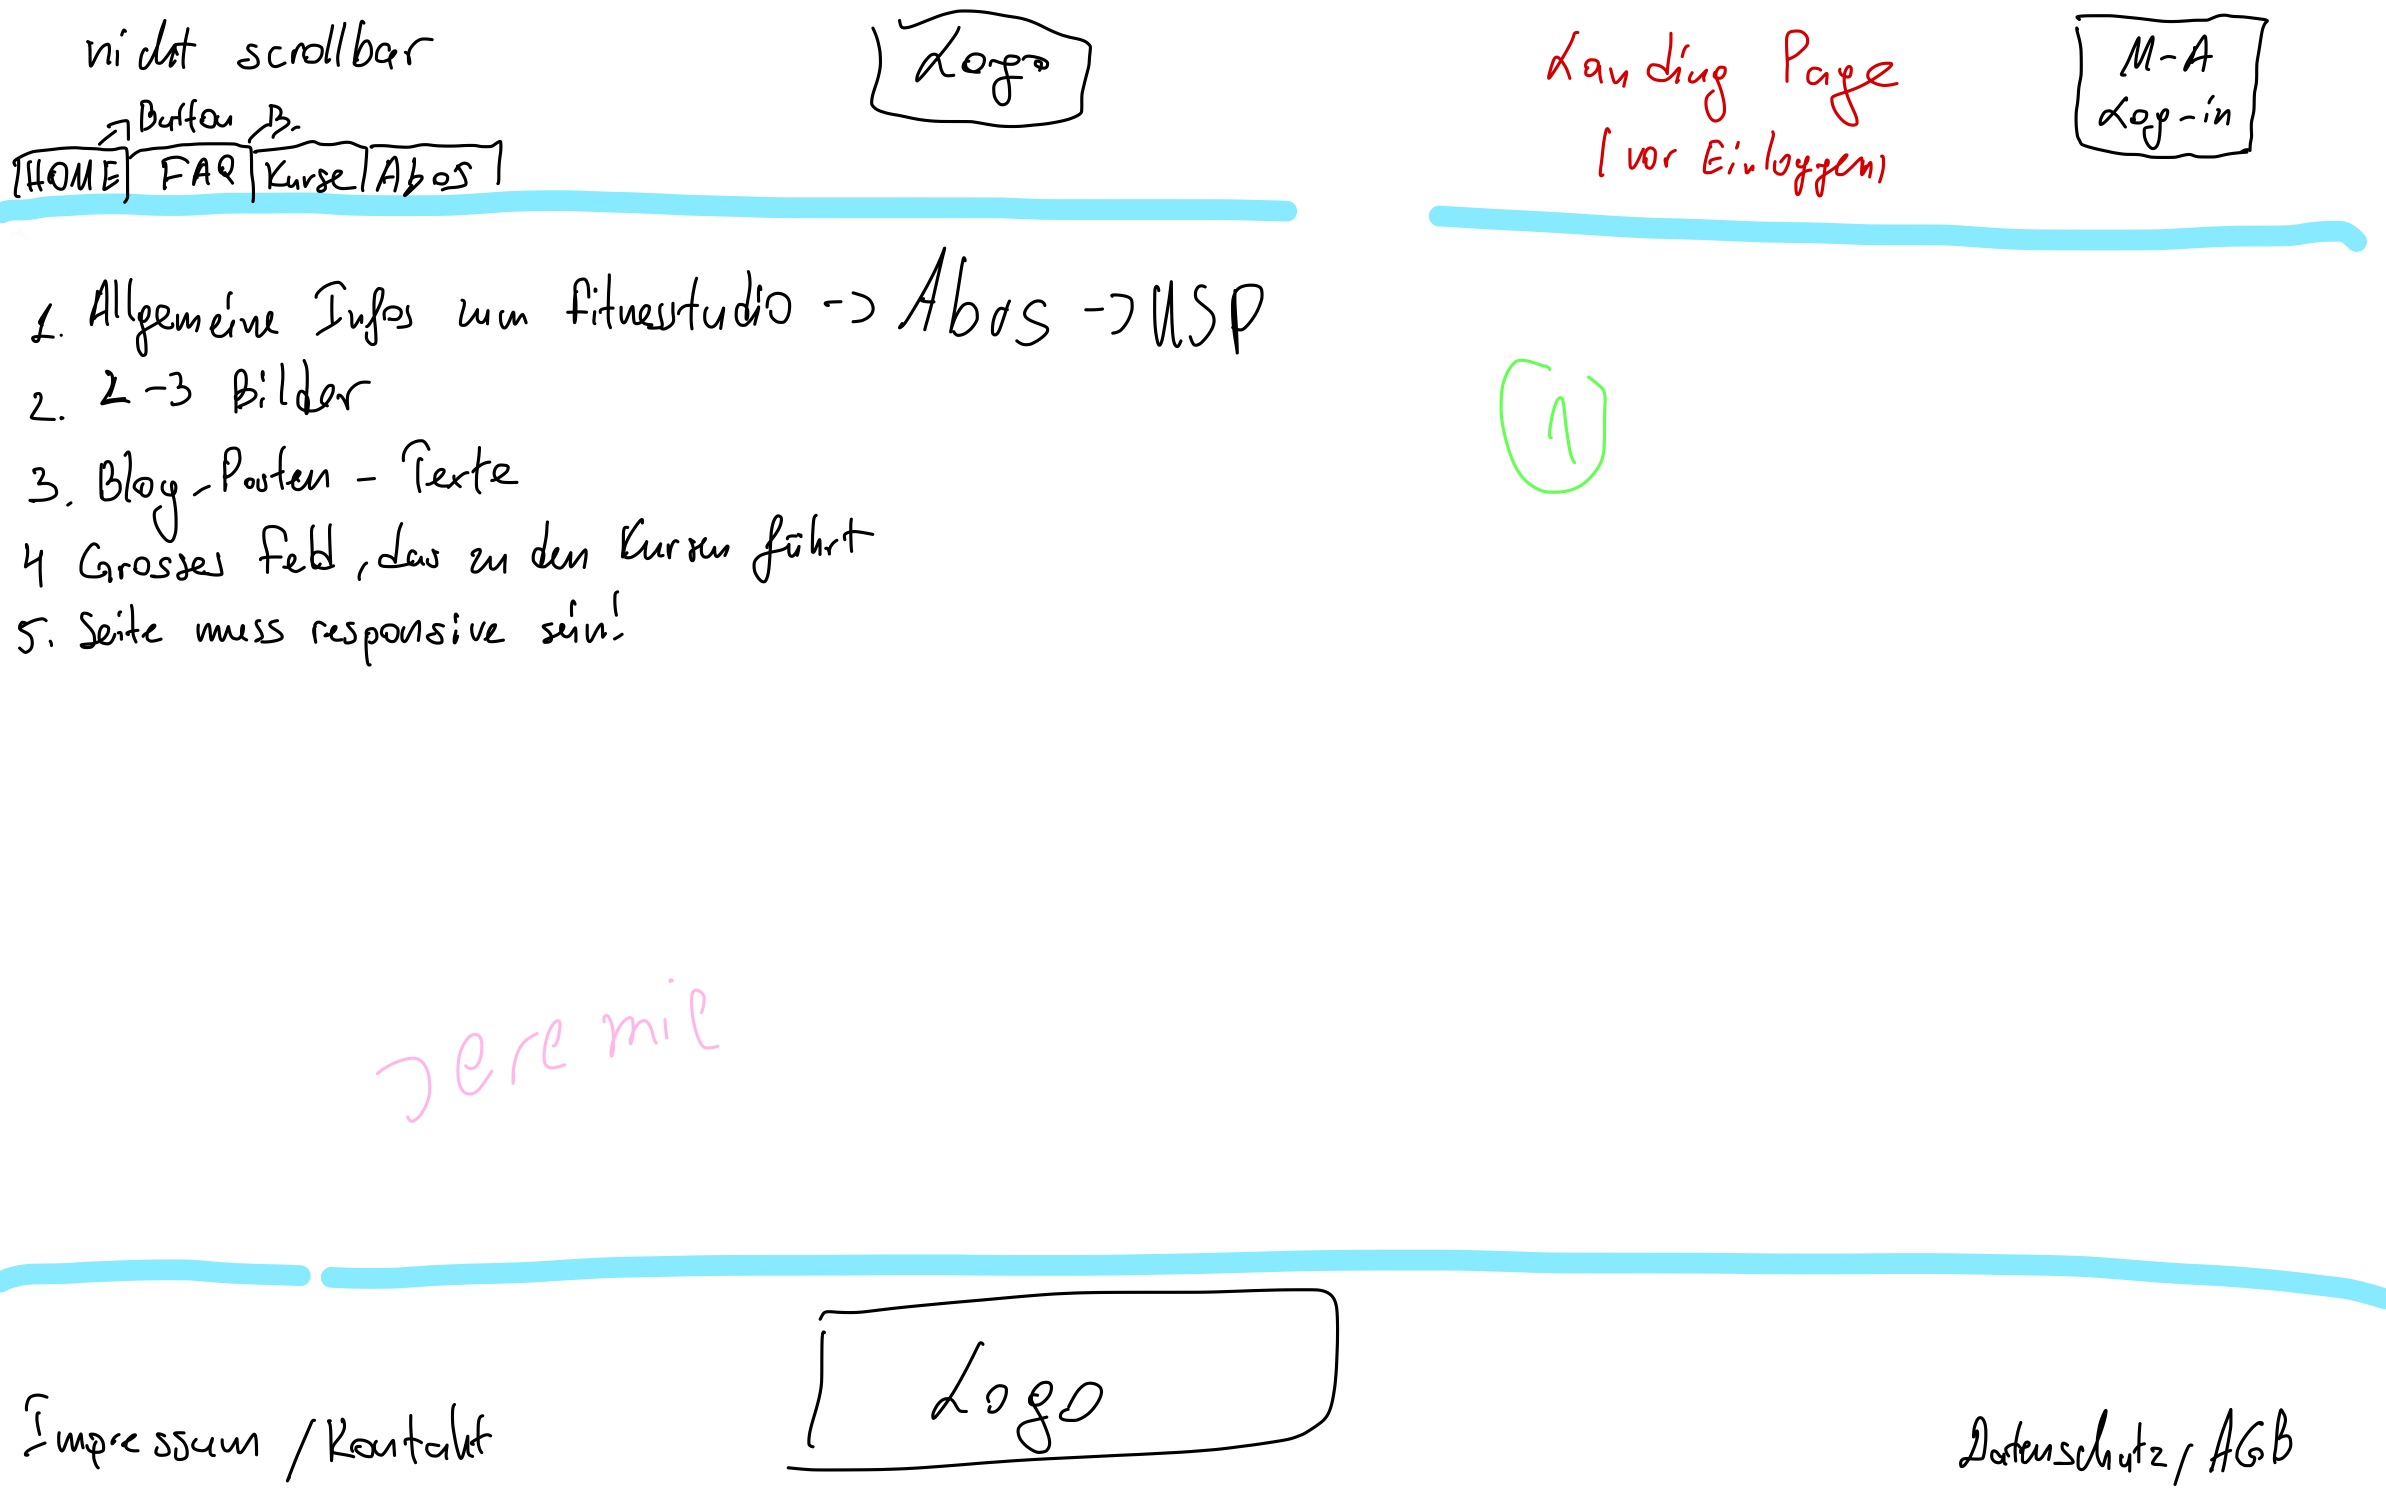 nicht scrollbar
Logo
Landing Page
(vor Einloggen)
M-A
Log-in
Button
B.
HOME
FAQ
Kurse
Abos
1. Allgemeine Infos zum Fitnesstudio -> Abos -> USP
2. 2-3 Bilder
3. Blog-Posten - Texte
4 Grosses Feld, das zu den Kursen führt
5. Seite muss responsive sein!
1
Jeremie
Impressum / Kontakt
Logo
Datenschutz / AGB